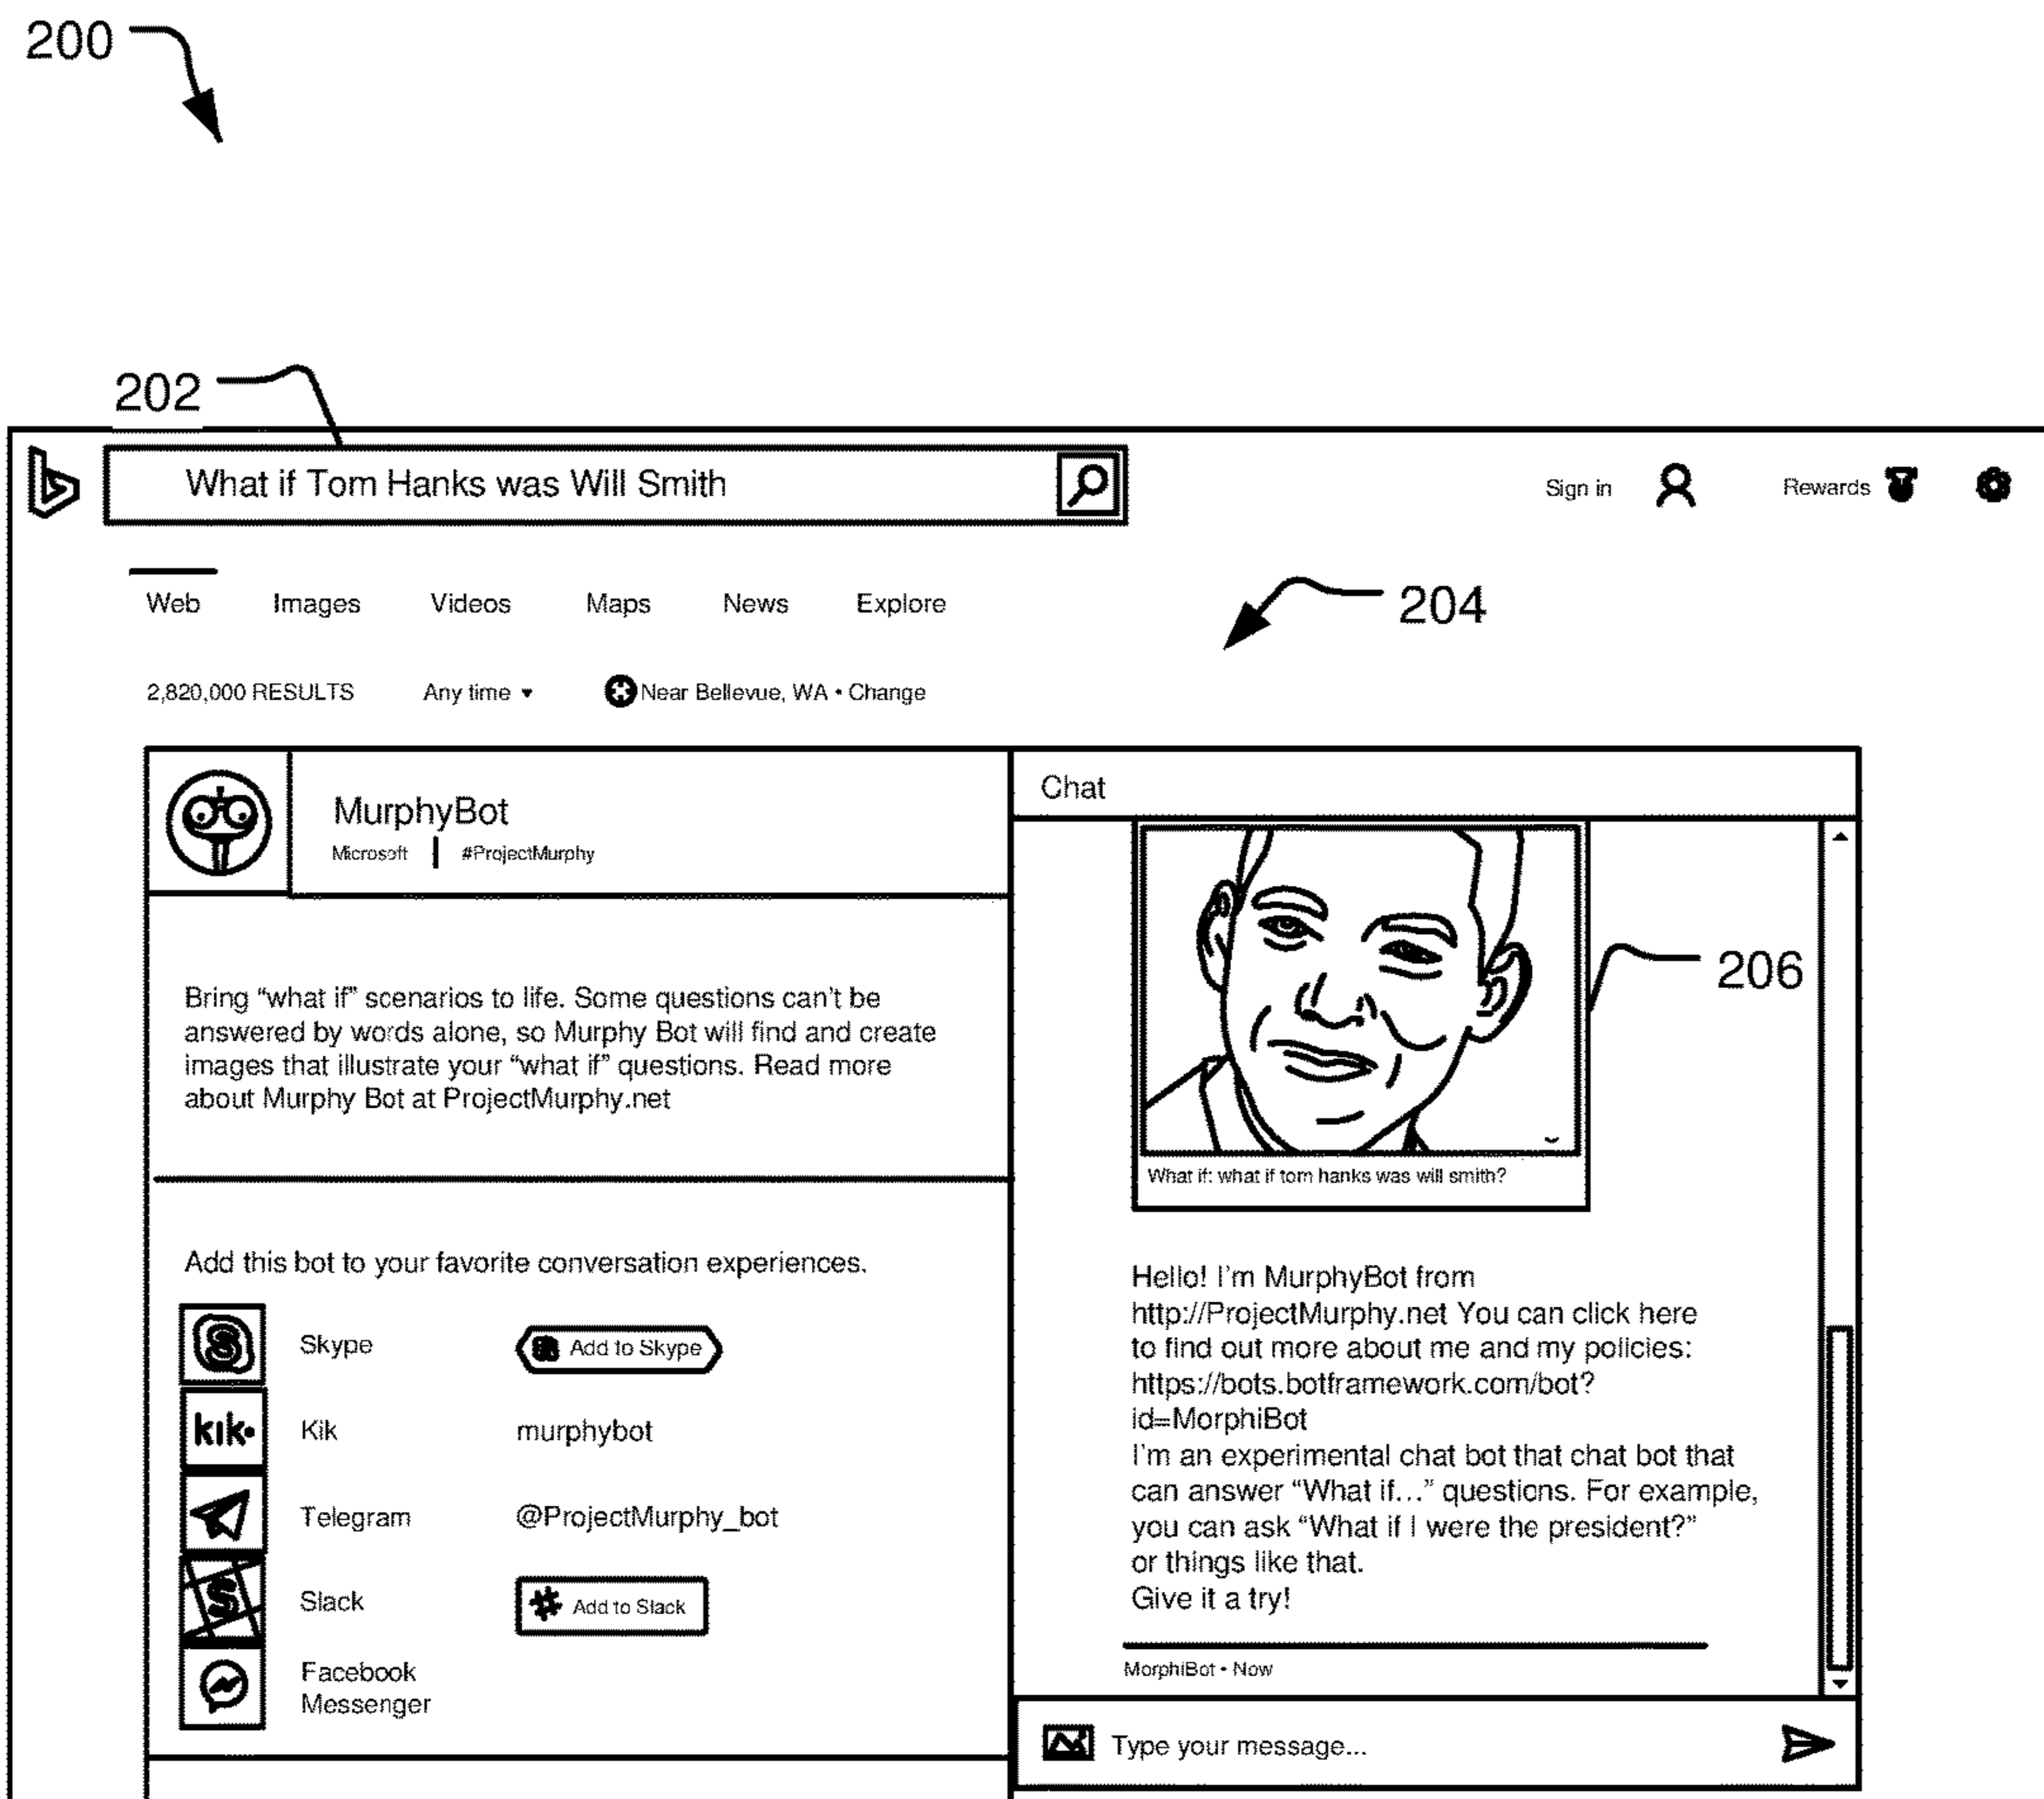 200
202
What if Tom Hanks was Will Smith
Sign in
Rewards
Web Images Videos Maps News Explore
204
2,820,000 RESULTS Any time Near Bellevue, WA • Change
MurphyBot
Microsoft | #ProjectMurphy
Bring “what if” scenarios to life. Some questions can’t be
answered by words alone, so Murphy Bot will find and create
images that illustrate your “what if” questions. Read more
about Murphy Bot at ProjectMurphy.net
Add this bot to your favorite conversation experiences.
Skype Add to Skype
kik•
Kik murphybot
Telegram @ProjectMurphy_bot
Slack Add to Slack
Facebook
Messenger
Chat
206
What if: what if tom hanks was will smith?
Hello! I’m MurphyBot from
http://ProjectMurphy.net You can click here
to find out more about me and my policies:
https://bots.botframework.com/bot?
id=MorphiBot
I’m an experimental chat bot that chat bot that
can answer “What if...” questions. For example,
you can ask “What if I were the president?”
or things like that.
Give it a try!
MorphiBot • Now
Type your message...